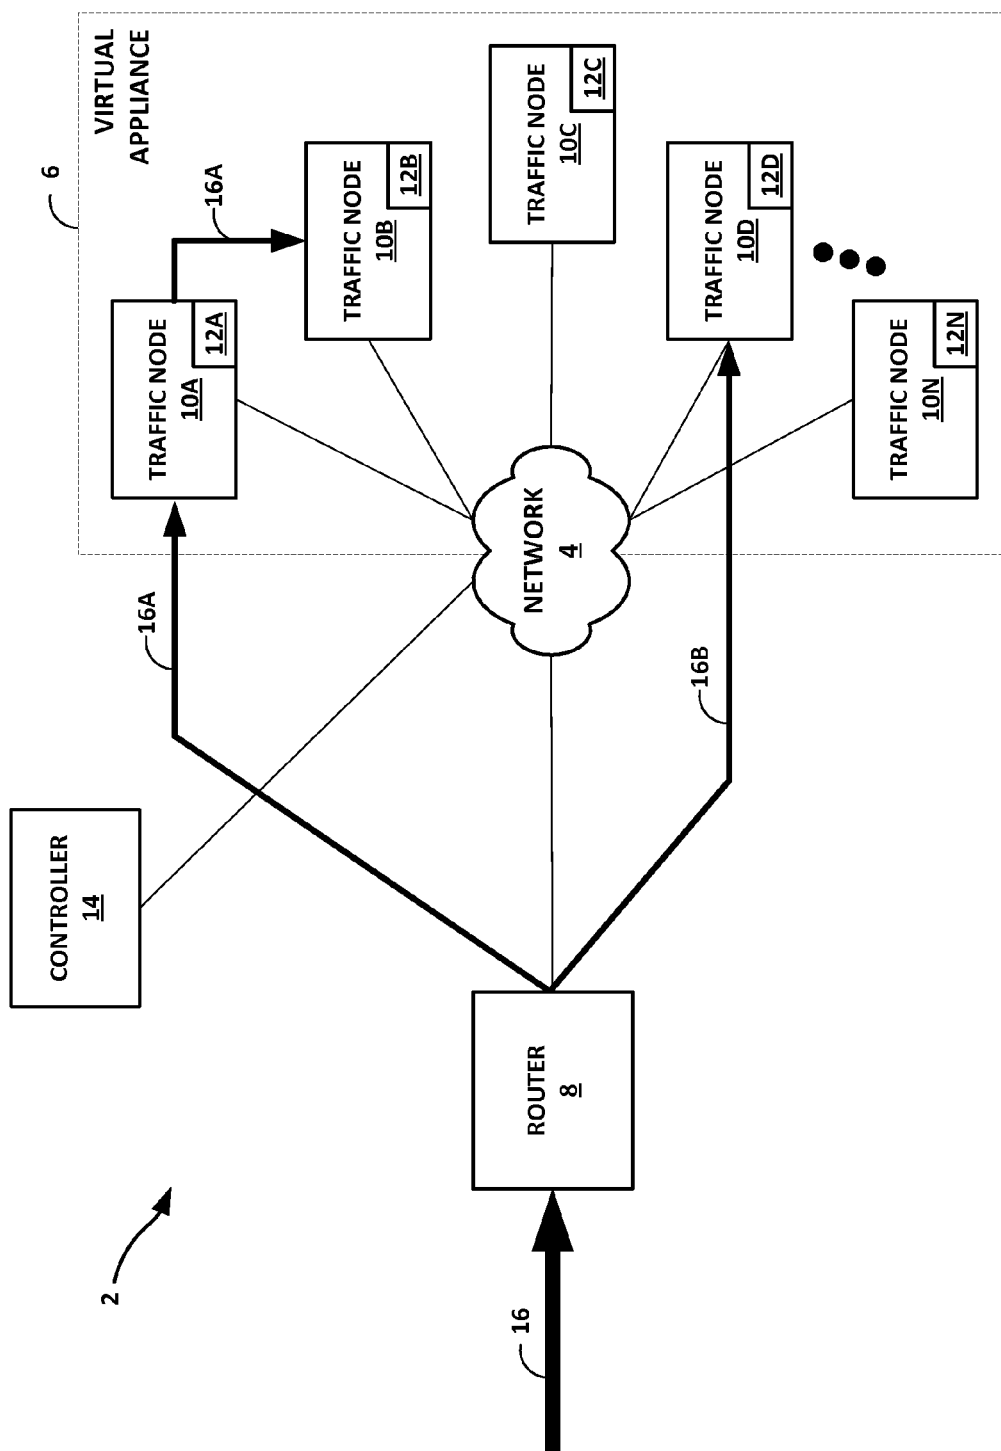 6
VIRTUAL
APPLIANCE
CONTROLLER
14
16A
TRAFFIC NODE
10A
12A
16A
TRAFFIC NODE
10B
12B
2
16
ROUTER
8
NETWORK
4
TRAFFIC NODE
10C
12C
16B
TRAFFIC NODE
10D
12D
TRAFFIC NODE
10N
12N